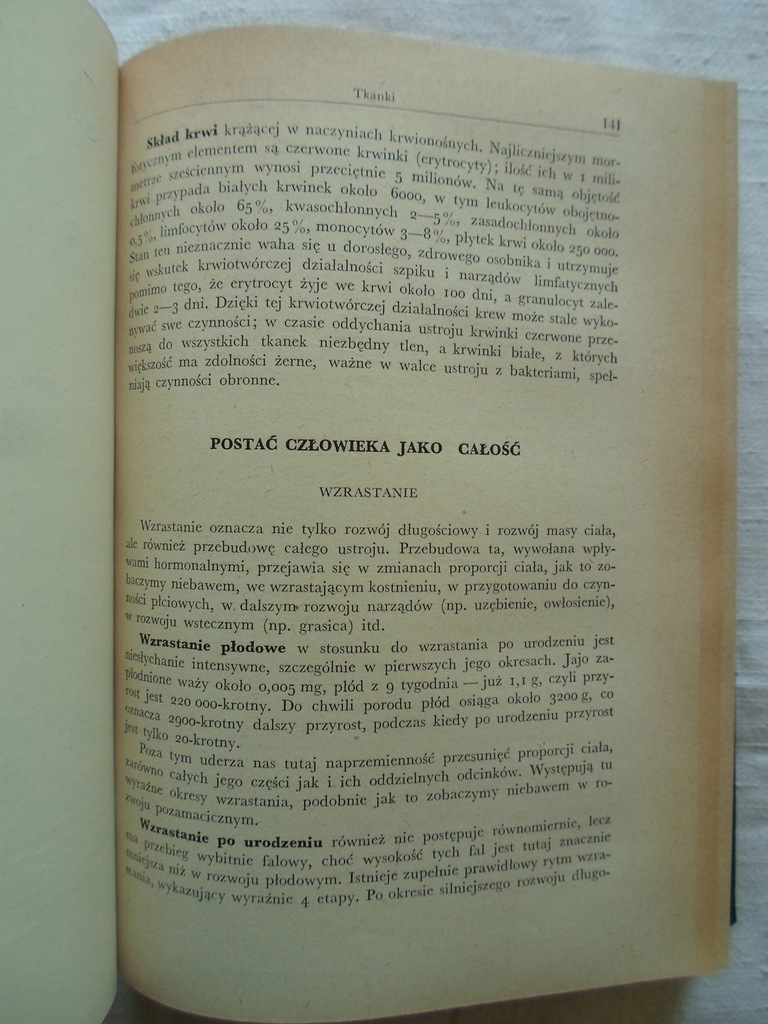 Tkanki
141
Skład krwi krążącej w naczyniach krwionośnych. Najliczniejszym mor-
fotycznym elementem są czerwone krwinki (erytrocyty); ilość ich w 1 mili-
metrze sześciennym wynosi przeciętnie 5 milionów. Na tę samą objętość
krwi przypada białych krwinek około 6000, w tym leukocytów obojętno-
chłonnych około 65%, kwasochłonnych 2—5%, zasadochłonnych około
0,5%, limfocytów około 25%, monocytów 3—8%, płytek krwi około 250 000.
Stan ten nieznacznie waha się u dorosłego, zdrowego osobnika i utrzymuje
się wskutek krwiotwórczej działalności szpiku i narządów limfatycznych
pomimo tego, że erytrocyt żyje we krwi około 100 dni, a granulocyt zale-
dwie 2—3 dni. Dzięki tej krwiotwórczej działalności krew może stale wyko-
nywać swe czynności; w czasie oddychania ustroju krwinki czerwone prze-
noszą do wszystkich tkanek niezbędny tlen, a krwinki białe, z których
większość ma zdolności żerne, ważne w walce ustroju z bakteriami, speł-
niają czynności obronne.
POSTAĆ CZŁOWIEKA JAKO CAŁOŚĆ
WZRASTANIE
Wzrastanie oznacza nie tylko rozwój długościowy i rozwój masy ciała,
ale również przebudowę całego ustroju. Przebudowa ta, wywołana wpły-
wami hormonalnymi, przejawia się w zmianach proporcji ciała, jak to zo-
baczymy niebawem, we wzrastającym kostnieniu, w przygotowaniu do czyn-
ności płciowych, w. dalszym rozwoju narządów (np. uzębienie, owłosienie),
w rozwoju wstecznym (np. grasica) itd.
Wzrastanie płodowe w stosunku do wzrastania po urodzeniu jest
niesłychanie intensywne, szczególnie w pierwszych jego okresach. Jajo za-
płodnione waży około 0,005 mg, płód z 9 tygodnia — już 1,1 g, czyli przy-
rost jest 220 000-krotny. Do chwili porodu płód osiąga około 3200 g, co
oznacza 2900-krotny dalszy przyrost, podczas kiedy po urodzeniu przyrost
jest tylko 20-krotny.
Poza tym uderza nas tutaj naprzemienność przesunięć proporcji ciała,
zarówno całych jego części jak i ich oddzielnych odcinków. Występują tu
wyraźne okresy wzrastania, podobnie jak to zobaczymy niebawem w ro-
zwoju pozamacicznym.
Wzrastanie po urodzeniu również nie postępuje równomiernie, lecz
ma przebieg wybitnie falowy, choć wysokość tych fal jest tutaj znacznie
mniejsza niż w rozwoju płodowym. Istnieje zupełnie prawidłowy rytm wzra-
stania, wykazujący wyraźnie 4 etapy. Po okresie silniejszego rozwoju długo-